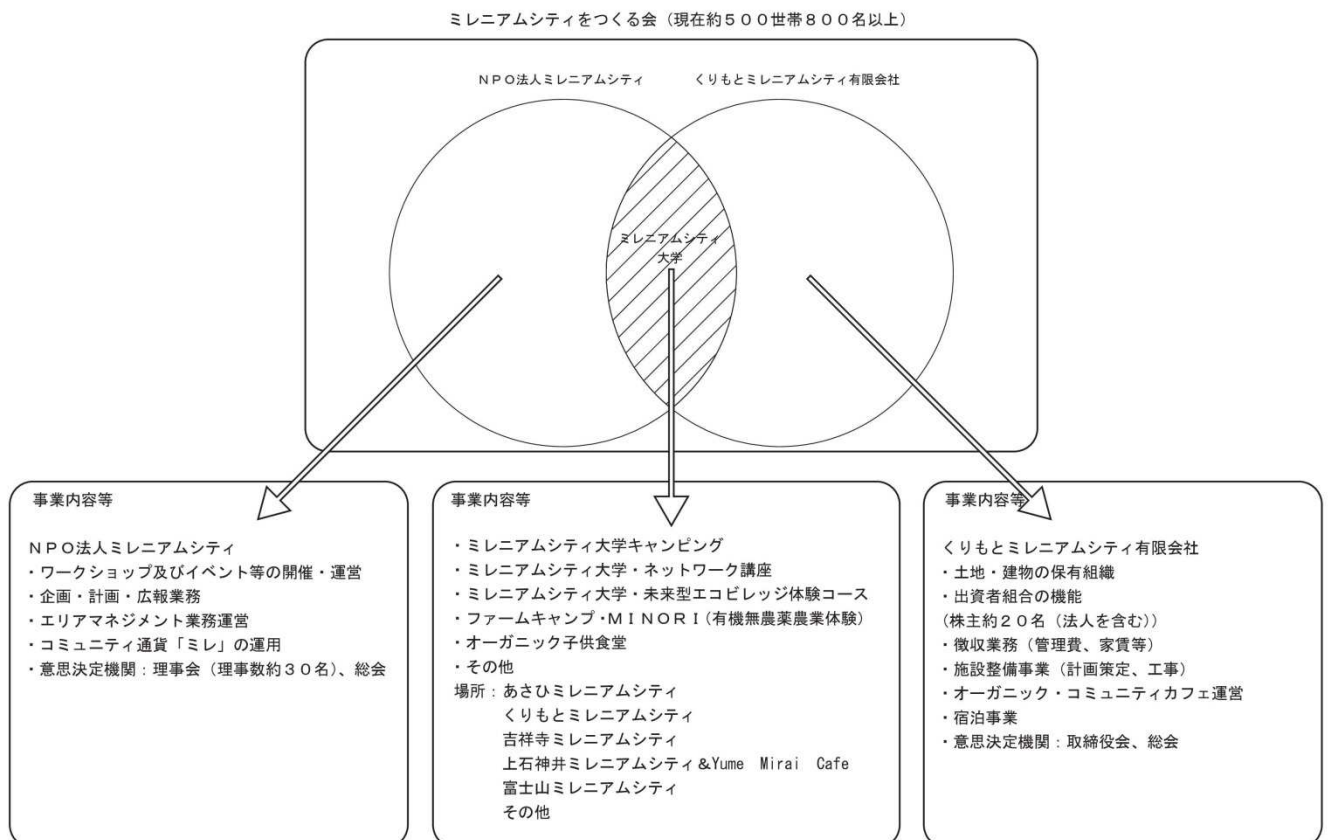 ミレニアムシティをつくる会（現在約５００世帯８００名以上）
ＮＰＯ法人ミレニアムシティ
くりもとミレニアムシティ有限会社
ミレニアムシティ
大学
事業内容等
ＮＰＯ法人ミレニアムシティ
・ワークショップ及びイベント等の開催・運営
・企画・計画・広報業務
・エリアマネジメント業務運営
・コミュニティ通貨「ミレ」の運用
・意思決定機関：理事会（理事数約３０名）、総会
事業内容等
・ミレニアムシティ大学キャンピング
・ミレニアムシティ大学・ネットワーク講座
・ミレニアムシティ大学・未来型エコビレッジ体験コース
・ファームキャンプ・ＭＩＮＯＲＩ（有機無農薬農業体験）
・オーガニック子供食堂
・その他
場所：あさひミレニアムシティ
くりもとミレニアムシティ
吉祥寺ミレニアムシティ
上石神井ミレニアムシティ＆Yume　Mirai　Cafe
富士山ミレニアムシティ
その他
事業内容等
くりもとミレニアムシティ有限会社
・土地・建物の保有組織
・出資者組合の機能
（株主約２０名（法人を含む））
・徴収業務（管理費、家賃等）
・施設整備事業（計画策定、工事）
・オーガニック・コミュニティカフェ運営
・宿泊事業
・意思決定機関：取締役会、総会